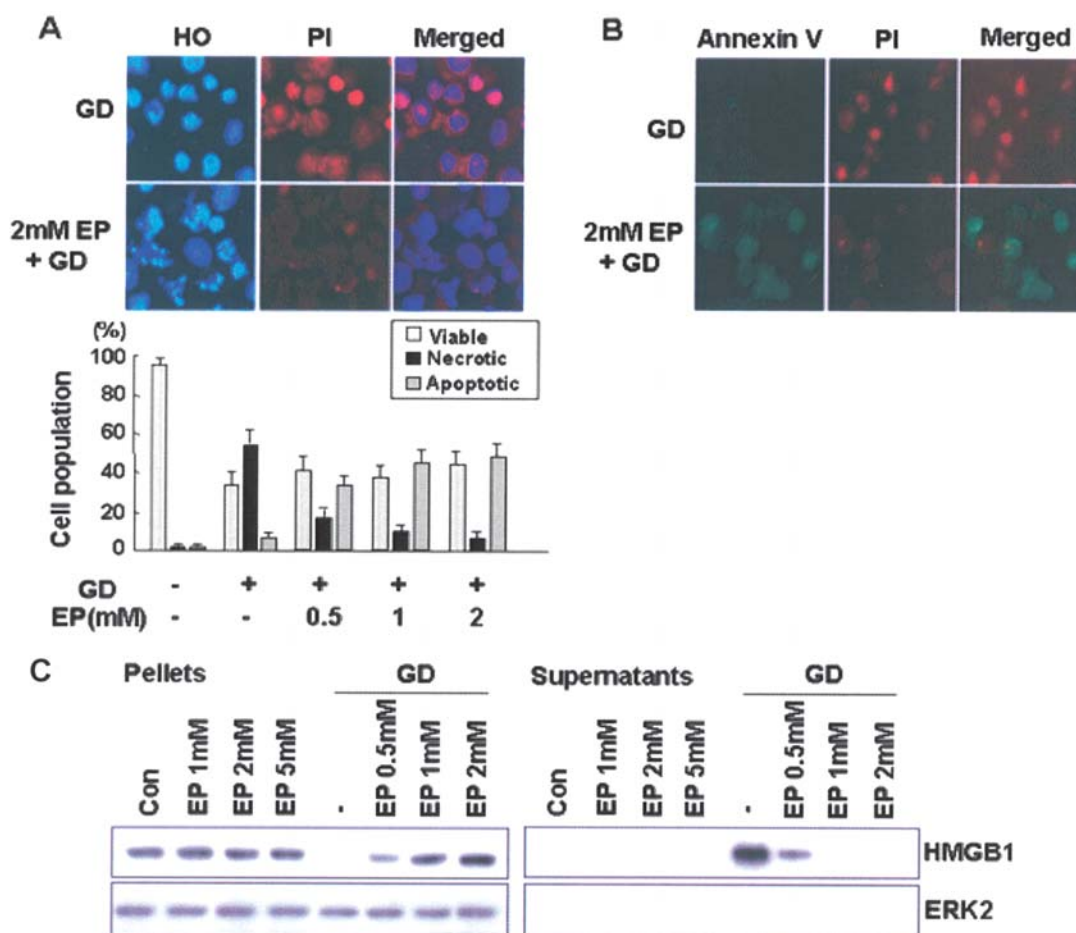 A
HO PI Merged
GD
2mM EP
+ GD
B
Annexin V PI Merged
GD
2mM EP
+ GD
(%)
Viable
Necrotic
Apoptotic
100
80
60
40
20
0
Cell population
GD - + + + +
EP(mM) - - 0.5 1 2
C
Pellets GD Supernatants GD
Con EP 1mM EP 2mM EP 5mM - EP 0.5mM EP 1mM EP 2mM Con EP 1mM EP 2mM EP 5mM - EP 0.5mM EP 1mM EP 2mM
HMGB1
ERK2